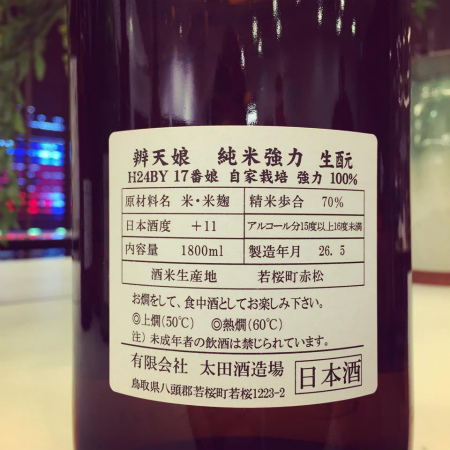 辨天娘 純米強力 生酛
H24BY 17番娘 自家栽培 強力 100%
原材料名 米・米麹 精米歩合 70%
日本酒度 +11 アルコール分15度以上16度未満
内容量 1800ml 製造年月 26.5
酒米生産地 若桜町赤松
お燗をして、食中酒としてお楽しみ下さい。
◎上燗(50℃) ◎熱燗(60℃)
注) 未成年者の飲酒は禁じられています。
有限会社 太田酒造場
鳥取県八頭郡若桜町若桜1223-2
日本酒